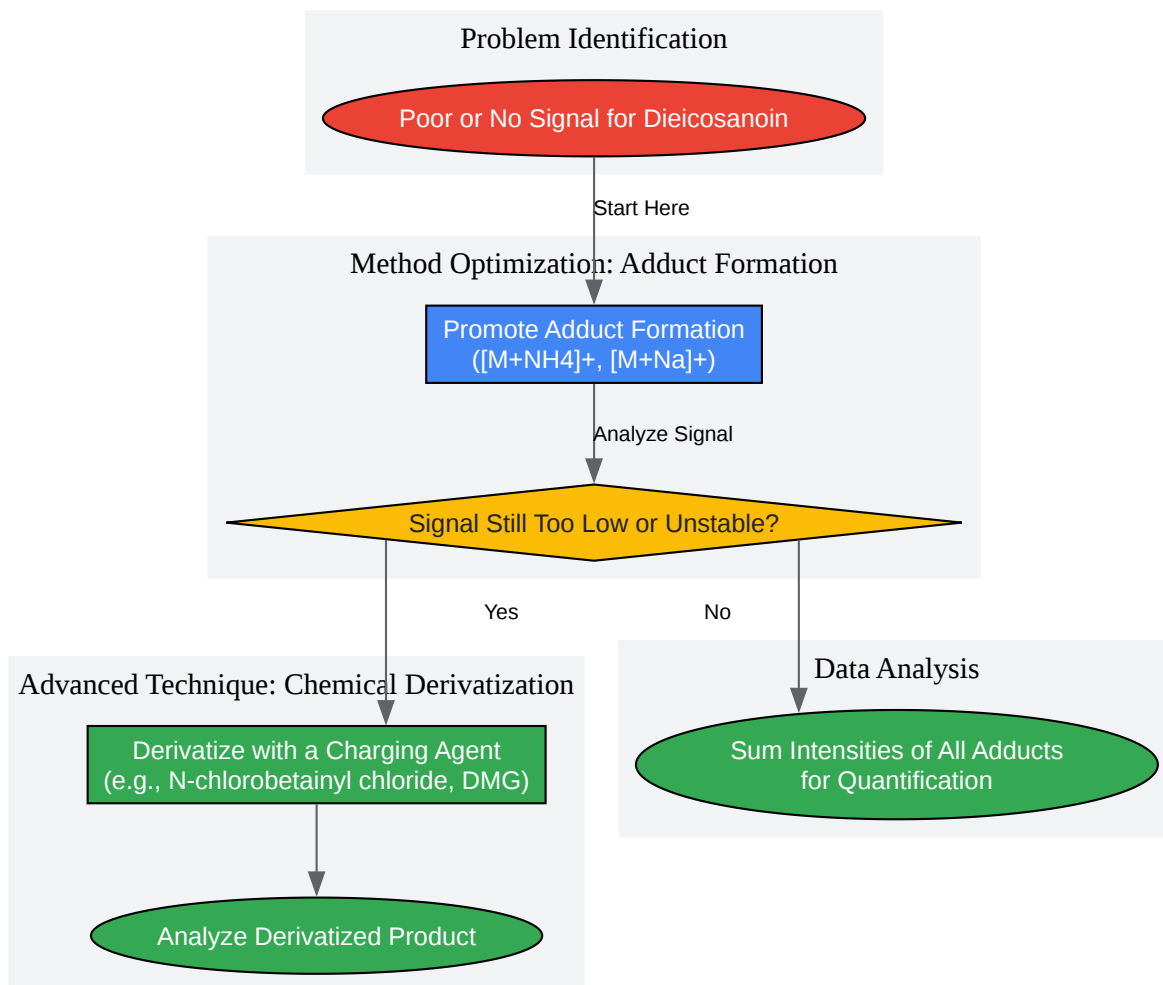 Problem Identification
Poor or No Signal for Dieicosanoin
Start Here
Method Optimization: Adduct Formation
Promote Adduct Formation
([M+NH4]+, [M+Na]+)
Analyze Signal
Signal Still Too Low or Unstable?
Yes
No
Advanced Technique: Chemical Derivatization
Derivatize with a Charging Agent
(e.g., N-chlorobetainyl chloride, DMG)
Analyze Derivatized Product
Data Analysis
Sum Intensities of All Adducts
for Quantification